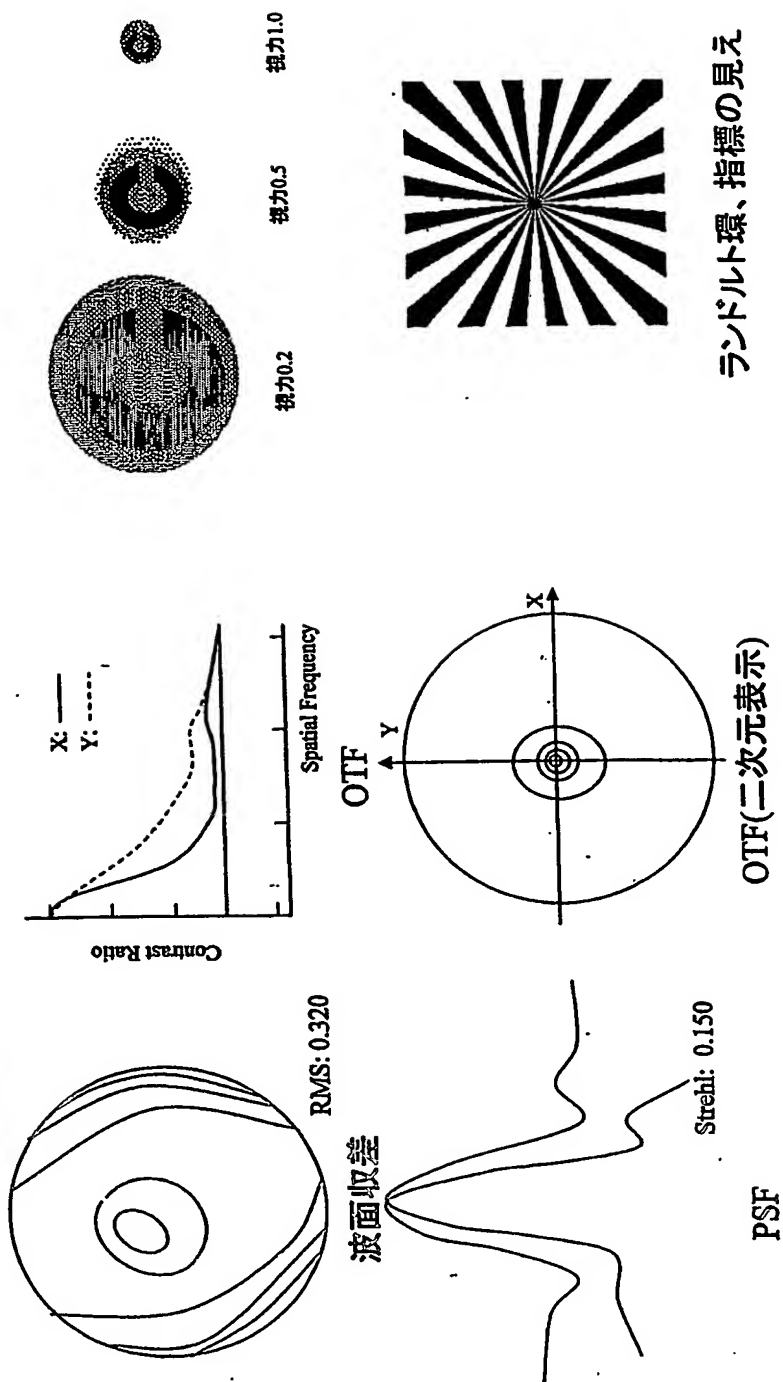 RMS: 0.320
波面収差
Strehl: 0.150
PSF
Contrast Ratio
X:
Y:
Spatial Frequency
OTF
Y
X
OTF(二次元表示)
視力0.2
視力0.5
視力1.0
ランドルト環、指標の見え